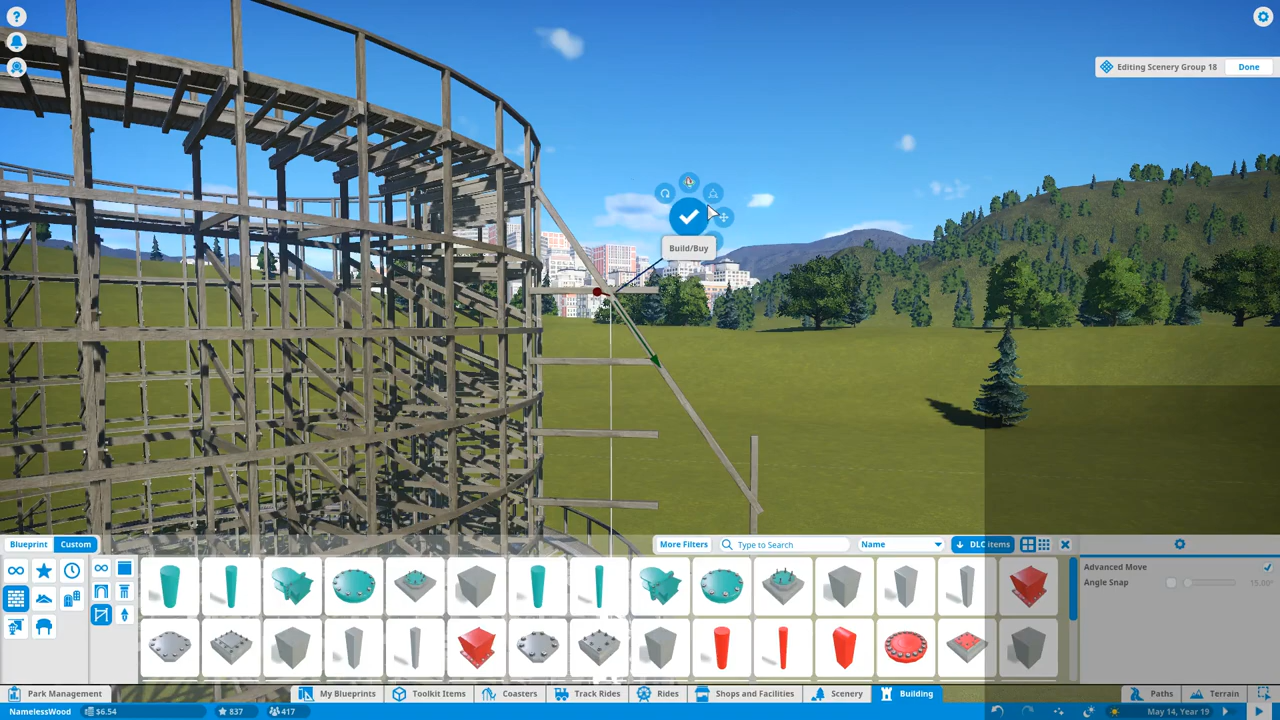 ?
Editing Scenery Group 18 Done
Build/Buy
Blueprint Custom More Filters Type to Search Name DLC items
Advanced Move
Angle Snap 15.00°
Park Management My Blueprints Toolkit Items Coasters Track Rides Rides Shops and Facilities Scenery Building Paths Terrain
NamelessWood $6.54 837 417 May 14, Year 19